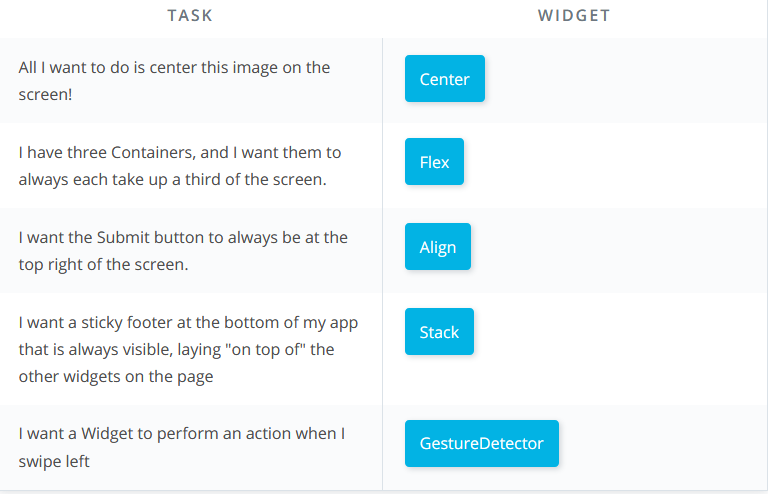 TASK
WIDGET
All I want to do is center this image on the
screen!
Center
I have three Containers, and I want them to
always each take up a third of the screen.
Flex
I want the Submit button to always be at the
top right of the screen.
Align
I want a sticky footer at the bottom of my app
that is always visible, laying "on top of" the
other widgets on the page
Stack
I want a Widget to perform an action when I
swipe left
GestureDetector